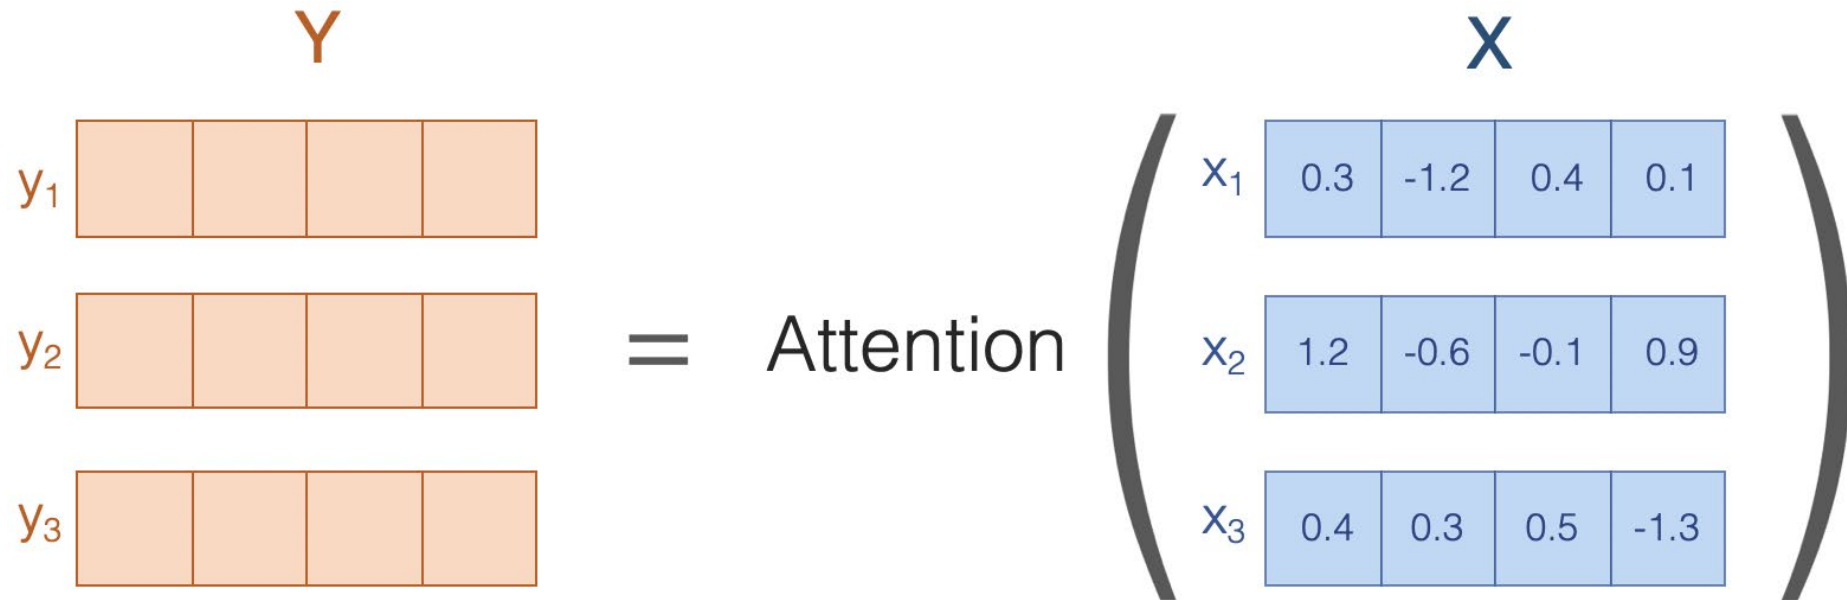 Y
X
y1
x1 0.3 -1.2 0.4 0.1
y2 = Attention ( x2 1.2 -0.6 -0.1 0.9 )
y3
x3 0.4 0.3 0.5 -1.3